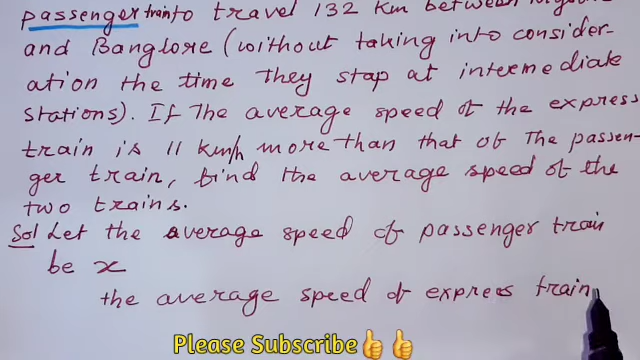 passenger train to travel 132 km between
and Banglore (without taking into consider-
ation the time They stop at intermediate
stations). If The average speed of the express
train is 11 km/h more than that of The passen-
ger train, find the average speed of the
two trains.
Sol Let the average speed of passenger train
be x
the average speed of express train
Please Subscribe👍👍